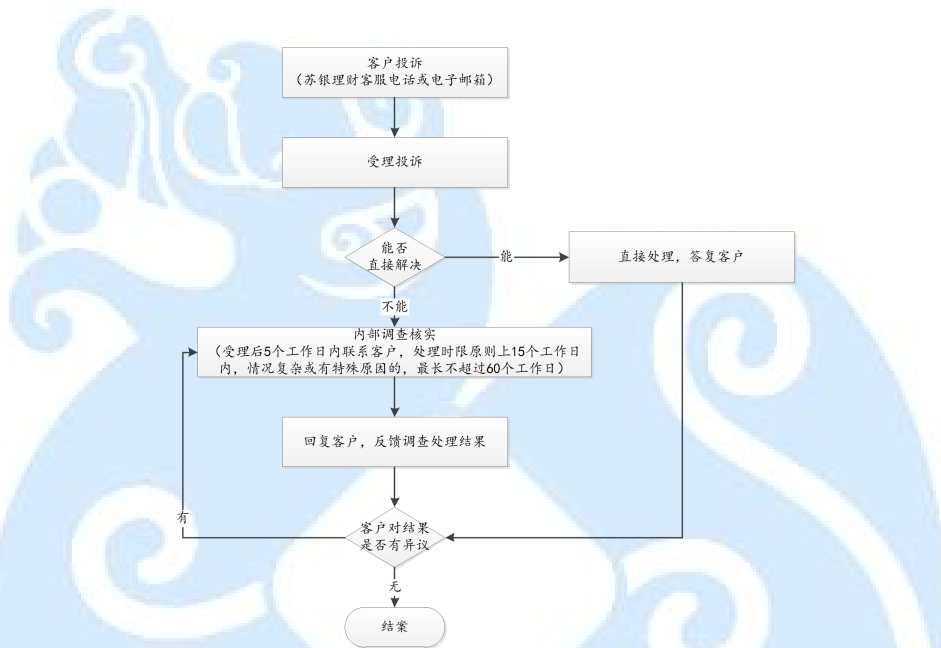 客户投诉
（苏银理财客服电话或电子邮箱）
受理投诉
能否
直接解决
能
直接处理，答复客户
不能
内部调查核实
（受理后5个工作日内联系客户，处理时限原则上15个工作日
内，情况复杂或有特殊原因的，最长不超过60个工作日）
回复客户，反馈调查处理结果
有
客户对结果
是否有异议
无
结案